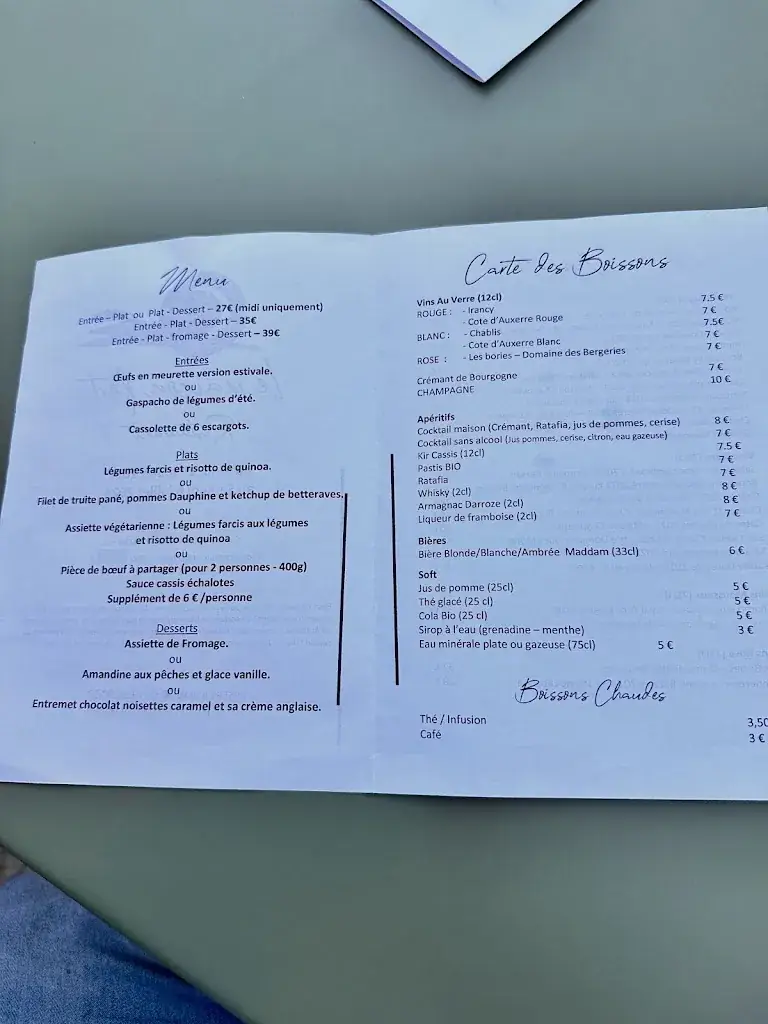 Menu
Entrée – Plat ou Plat - Dessert – 27€ (midi uniquement)
Entrée - Plat - Dessert – 35€
Entrée - Plat - fromage - Dessert – 39€
Entrées
Œufs en meurette version estivale.
ou
Gaspacho de légumes d'été.
ou
Cassolette de 6 escargots.
Plats
Légumes farcis et risotto de quinoa.
ou
Filet de truite pané, pommes Dauphine et ketchup de betteraves.
ou
Assiette végétarienne : Légumes farcis aux légumes
et risotto de quinoa
ou
Pièce de bœuf à partager (pour 2 personnes - 400g)
Sauce cassis échalotes
Supplément de 6 € /personne
Desserts
Assiette de Fromage.
ou
Amandine aux pêches et glace vanille.
ou
Entremet chocolat noisettes caramel et sa crème anglaise.
Carte des Boissons
Vins Au Verre (12cl)
ROUGE : - Irancy 7.5 €
- Cote d'Auxerre Rouge 7 €
BLANC : - Chablis 7.5€
- Cote d'Auxerre Blanc 7 €
ROSE : - Les bories – Domaine des Bergeries 7 €
Crémant de Bourgogne 7 €
CHAMPAGNE 10 €
Apéritifs
Cocktail maison (Crémant, Ratafia, jus de pommes, cerise) 8 €
Cocktail sans alcool (Jus pommes, cerise, citron, eau gazeuse) 7 €
Kir Cassis (12cl) 7.5 €
Pastis BIO 7 €
Ratafia 7 €
Whisky (2cl) 8 €
Armagnac Darroze (2cl) 8 €
Liqueur de framboise (2cl) 7 €
Bières
Bière Blonde/Blanche/Ambrée Maddam (33cl) 6 €
Soft
Jus de pomme (25cl) 5 €
Thé glacé (25 cl) 5 €
Cola Bio (25 cl) 5 €
Sirop à l'eau (grenadine – menthe) 3 €
Eau minérale plate ou gazeuse (75cl) 5 €
Boissons Chaudes
Thé / Infusion 3,50
Café 3 €